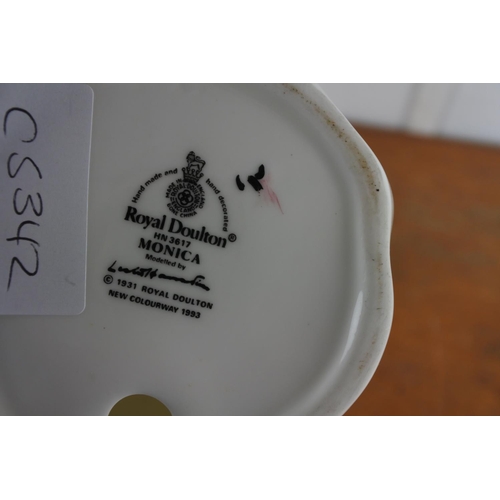 CS342
Hand made and hand decorated
Royal Doulton®
HN 3617
MONICA
Modelled by
© 1931 ROYAL DOULTON
NEW COLOURWAY 1993